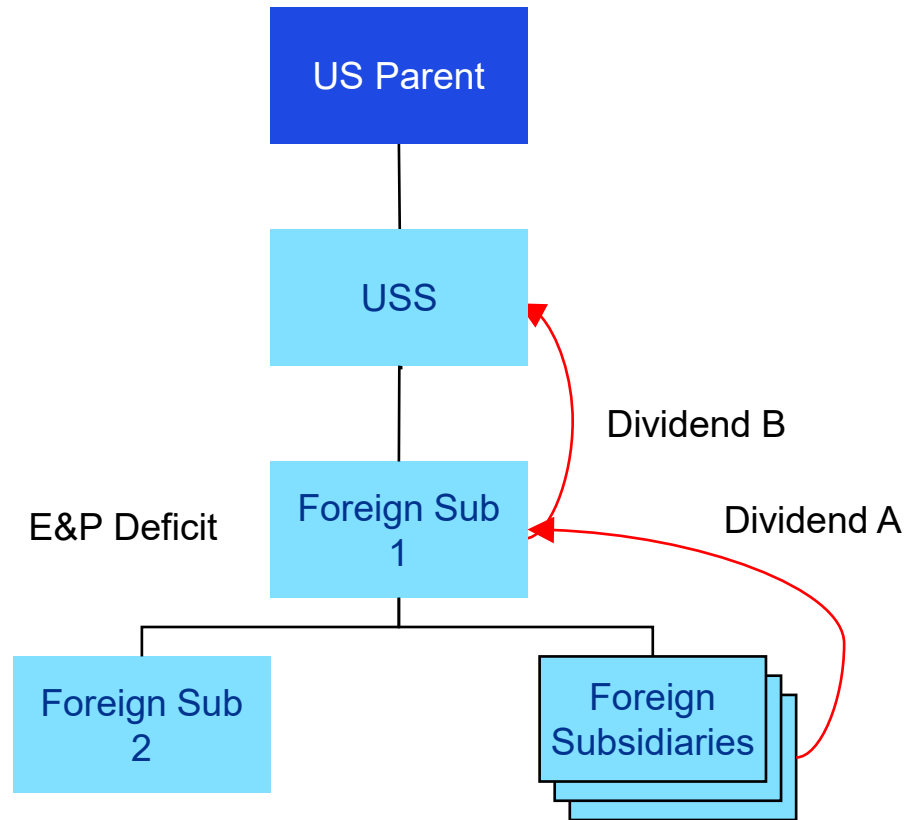 US Parent
USS
Dividend B
Foreign Sub
1
E&P Deficit
Dividend A
Foreign Sub
2
Foreign
Subsidiaries